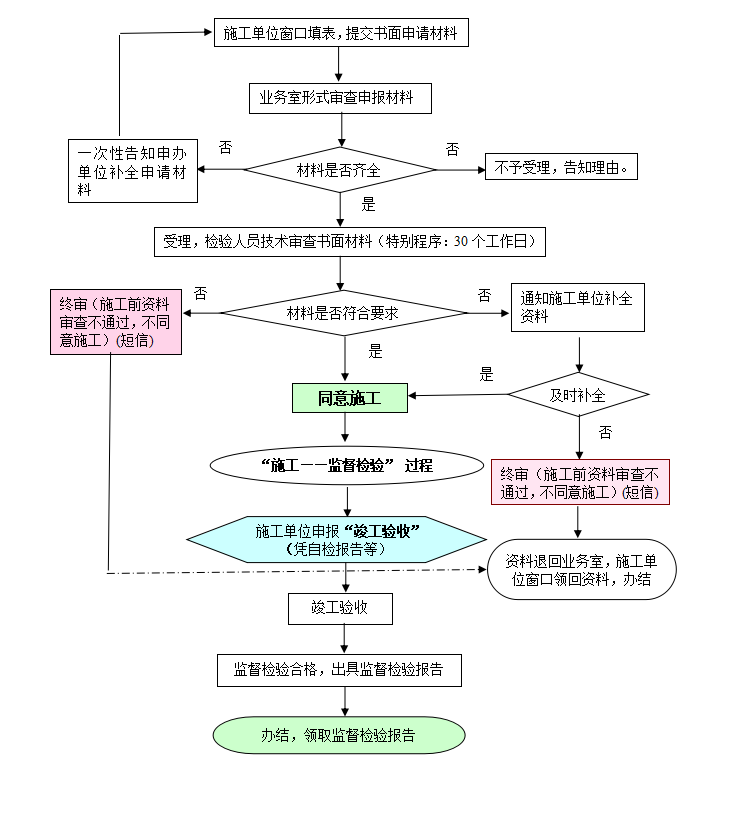 施工单位窗口填表，提交书面申请材料
业务室形式审查申报材料
否
否
一次性告知申办
单位补全申请材
料
材料是否齐全
不予受理，告知理由。
是
受理，检验人员技术审查书面材料（特别程序：30 个工作日）
否
否
终审（施工前资料
审查不通过，不同
意施工）(短信)
材料是否符合要求
通知施工单位补全
资料
是
是
同意施工
及时补全
否
“施工－－监督检验” 过程
终审（施工前资料审查不
通过，不同意施工）(短信)
施工单位申报“竣工验收”
（凭自检报告等）
资料退回业务室，施工单
位窗口领回资料，办结
竣工验收
监督检验合格，出具监督检验报告
办结，领取监督检验报告